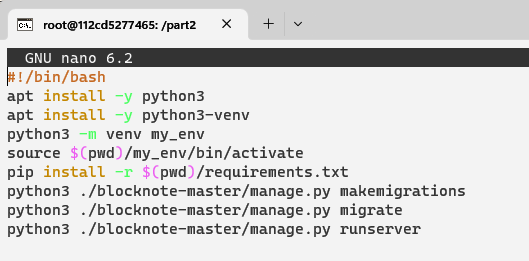 root@112cd5277465: /part2
GNU nano 6.2
#!/bin/bash
apt install -y python3
apt install -y python3-venv
python3 -m venv my_env
source $(pwd)/my_env/bin/activate
pip install -r $(pwd)/requirements.txt
python3 ./blocknote-master/manage.py makemigrations
python3 ./blocknote-master/manage.py migrate
python3 ./blocknote-master/manage.py runserver